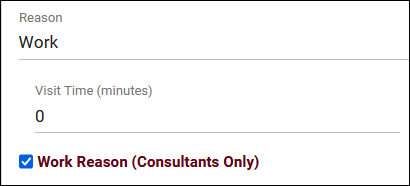 Reason
Work
Visit Time (minutes)
0
Work Reason (Consultants Only)